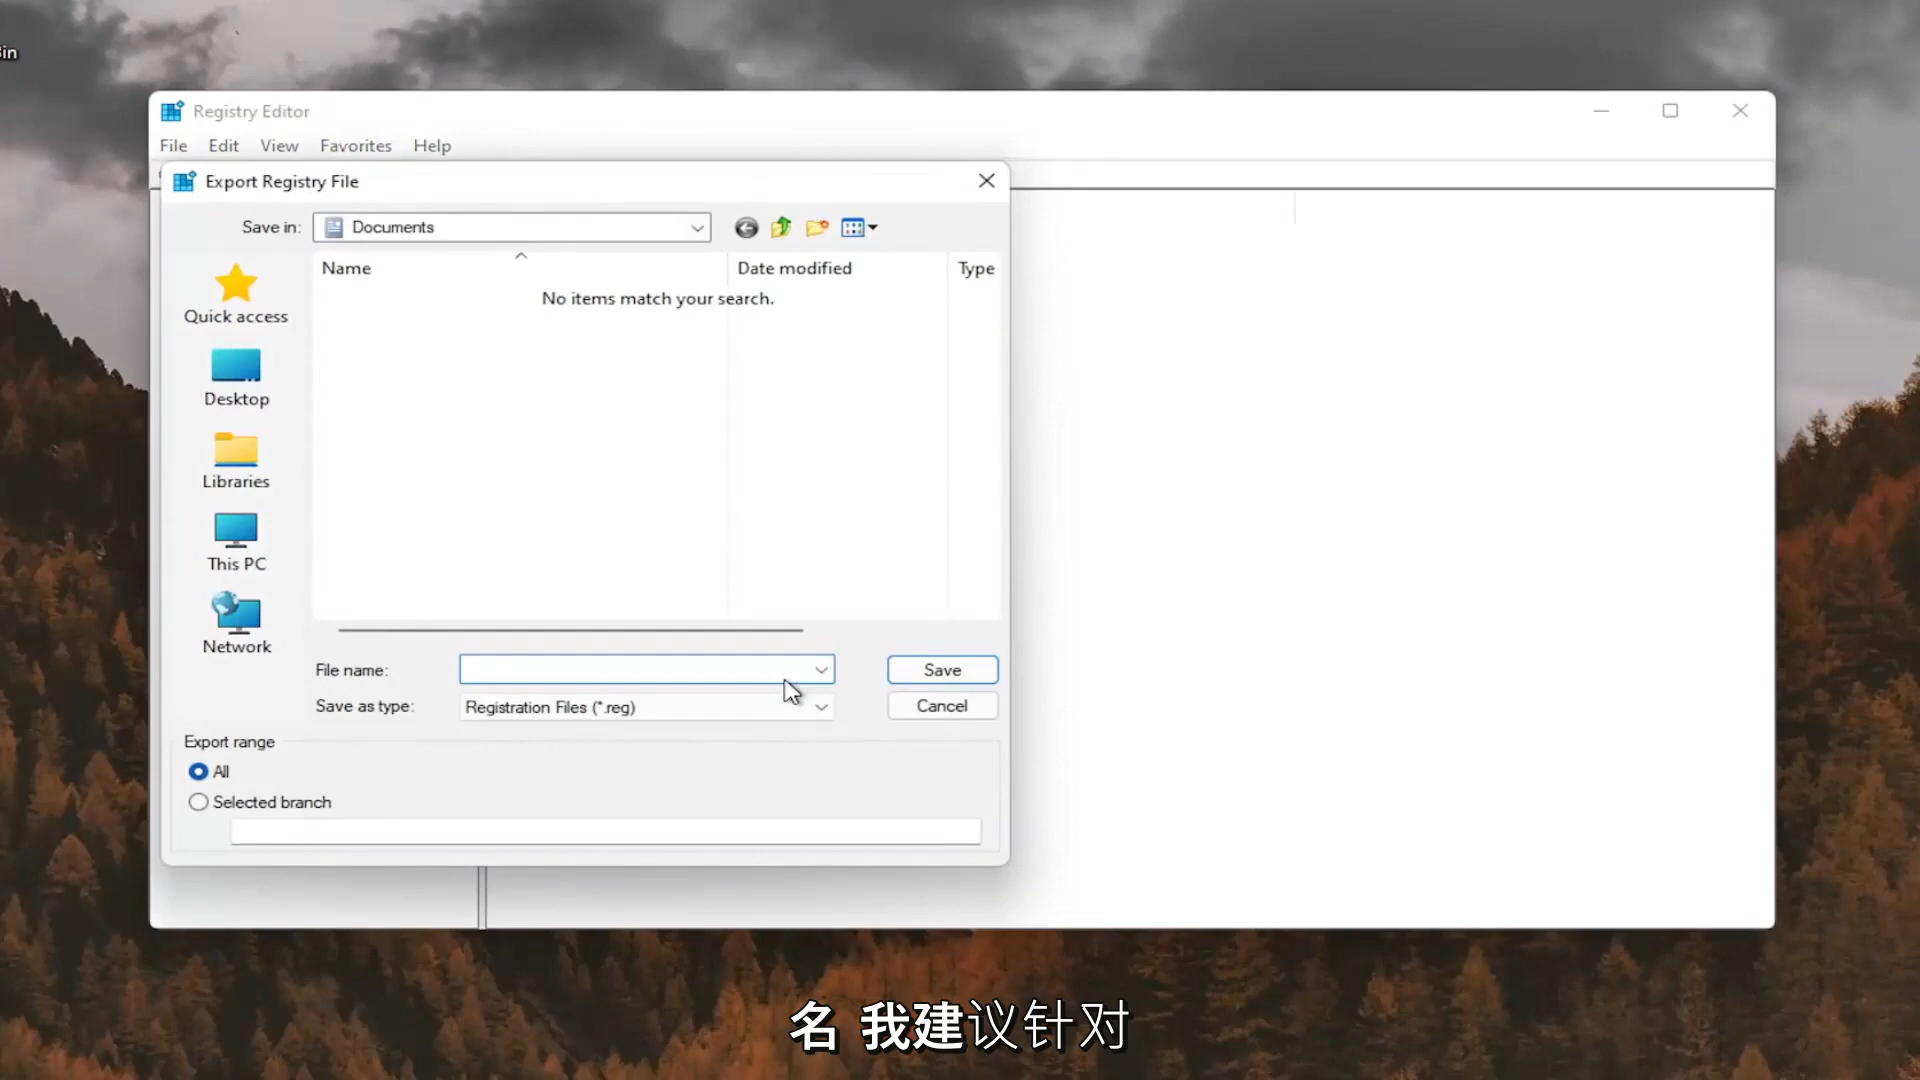 in
Registry Editor
File Edit View Favorites Help
Export Registry File
Save in: Documents
Name Date modified Type
No items match your search.
Quick access
Desktop
Libraries
This PC
Network
File name: Save
Save as type: Registration Files (*.reg) Cancel
Export range
All
Selected branch
名 我建议针对